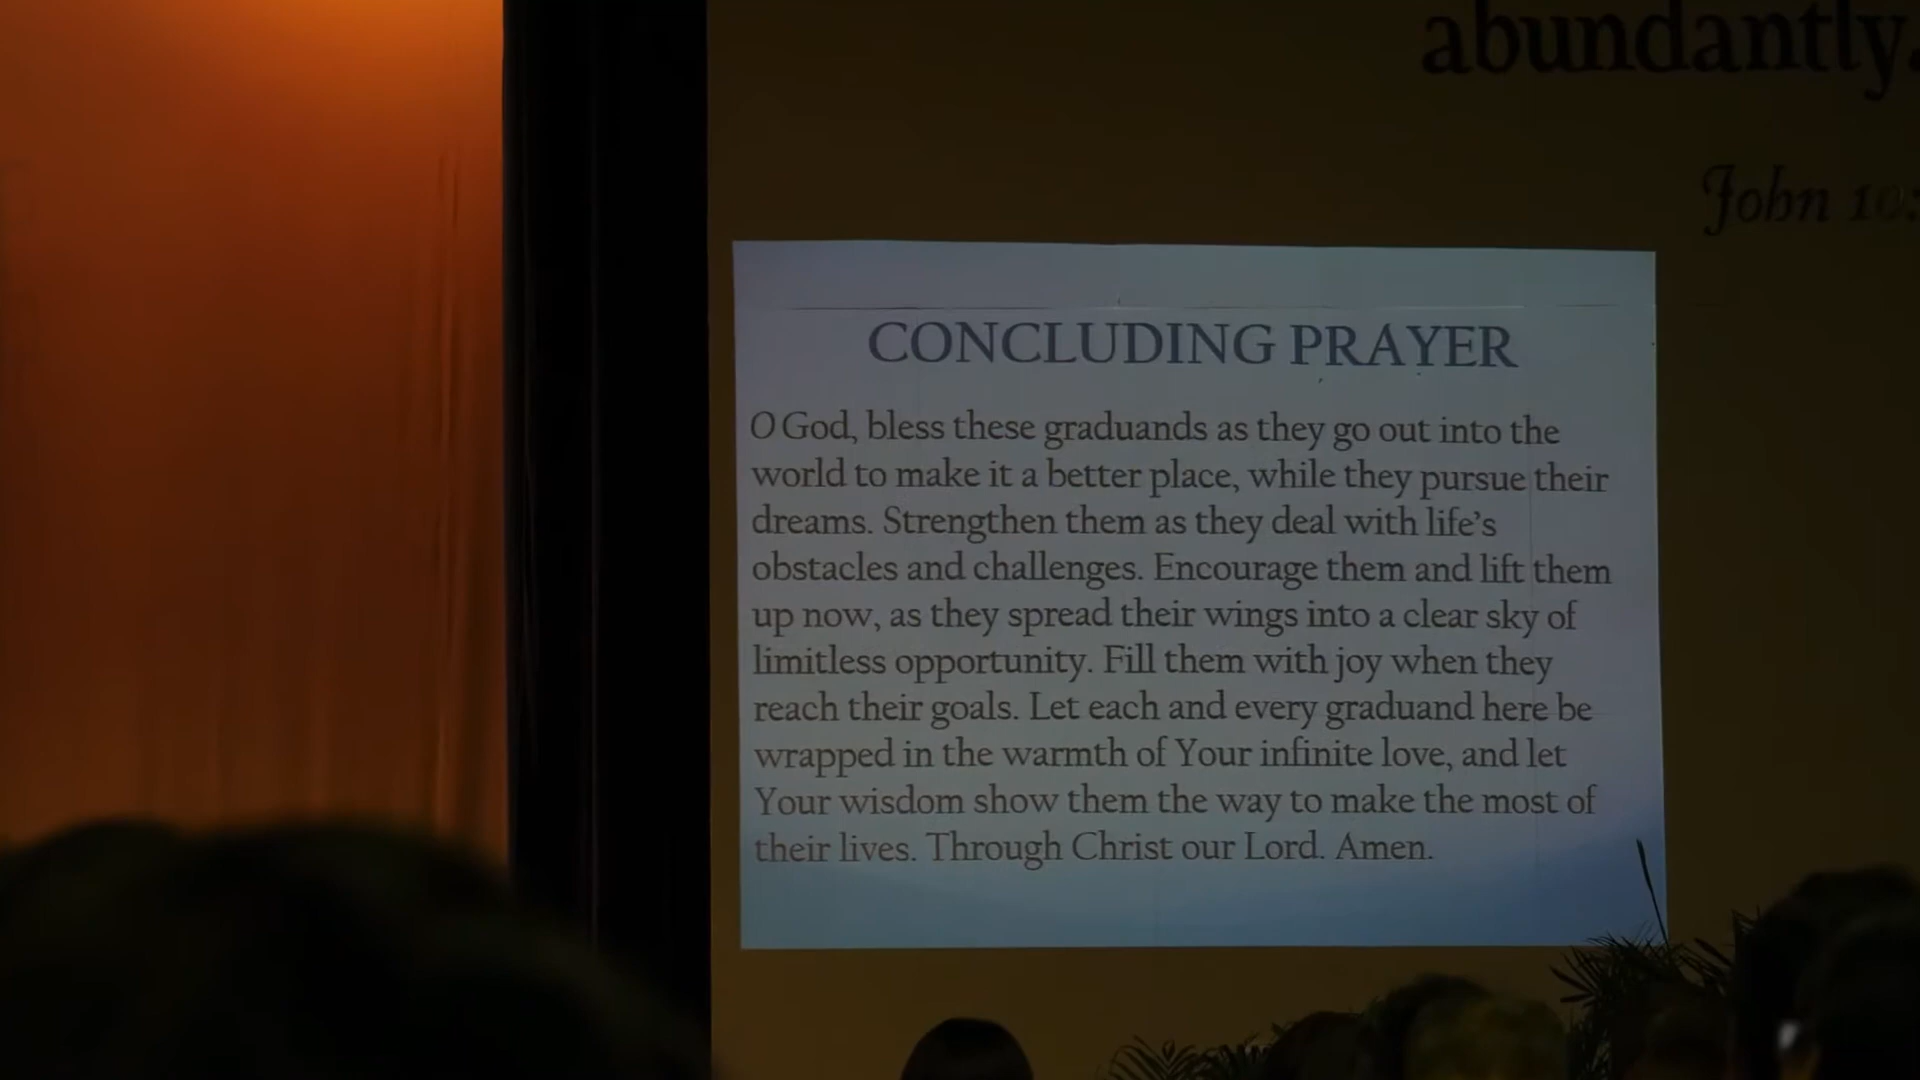 abundantly.
John 10:
CONCLUDING PRAYER
O God, bless these graduands as they go out into the
world to make it a better place, while they pursue their
dreams. Strengthen them as they deal with life's
obstacles and challenges. Encourage them and lift them
up now, as they spread their wings into a clear sky of
limitless opportunity. Fill them with joy when they
reach their goals. Let each and every graduand here be
wrapped in the warmth of Your infinite love, and let
Your wisdom show them the way to make the most of
their lives. Through Christ our Lord. Amen.